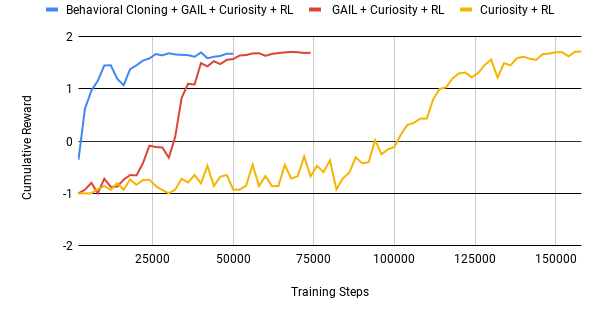 Behavioral Cloning + GAIL + Curiosity + RL GAIL + Curiosity + RL Curiosity + RL
2
1
0
-1
-2
Cumulative Reward
25000 50000 75000 100000 125000 150000
Training Steps